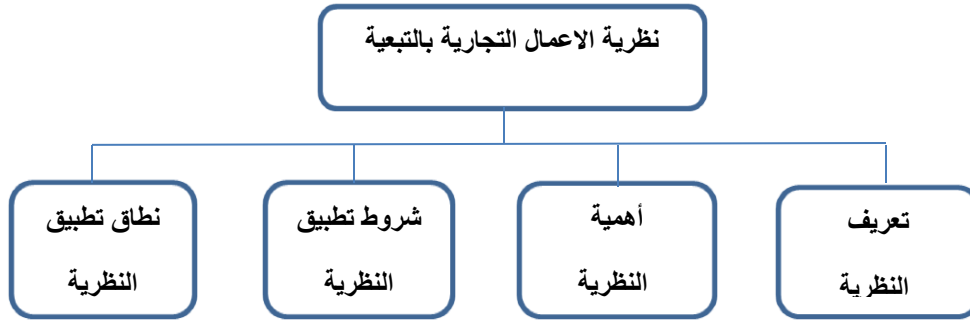 نظرية الاعمال التجارية بالتبعية
تعريف
النظرية
أهمية
النظرية
شروط تطبيق
النظرية
نطاق تطبيق
النظرية